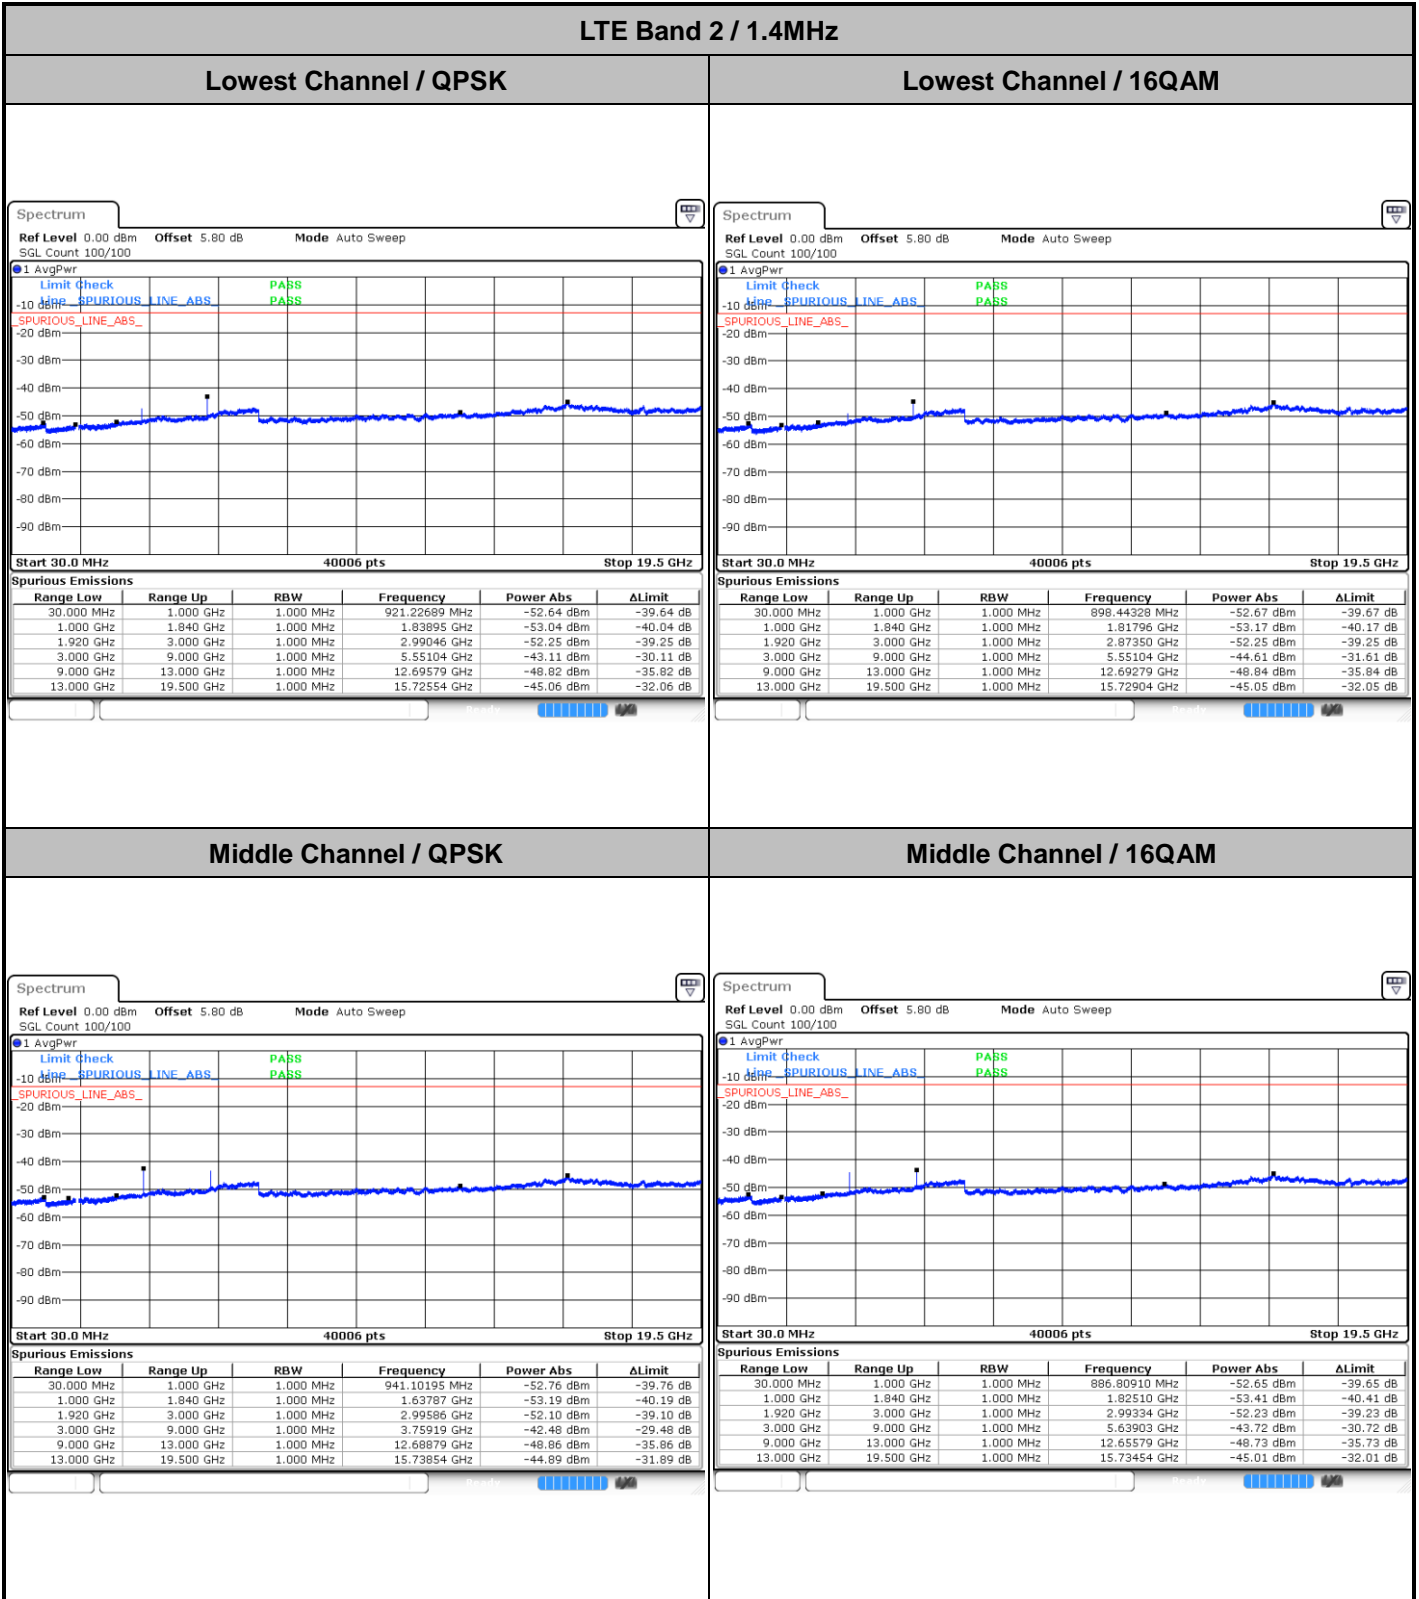 LTE Band 2 / 1.4MHz
Lowest Channel / QPSK
Lowest Channel / 16QAM
Spectrum
Ref Level 0.00 dBm Offset 5.80 dB Mode Auto Sweep
SGL Count 100/100
1 AvgPwr
Limit Check PASS
Line _SPURIOUS_LINE_ABS_ PASS
-10 dBm
_SPURIOUS_LINE_ABS_
-20 dBm
-30 dBm
-40 dBm
-50 dBm
-60 dBm
-70 dBm
-80 dBm
-90 dBm
Start 30.0 MHz 40006 pts Stop 19.5 GHz
Spurious Emissions
Range Low Range Up RBW Frequency Power Abs ΔLimit
30.000 MHz 1.000 GHz 1.000 MHz 921.22689 MHz -52.64 dBm -39.64 dB
1.000 GHz 1.840 GHz 1.000 MHz 1.83895 GHz -53.04 dBm -40.04 dB
1.920 GHz 3.000 GHz 1.000 MHz 2.99046 GHz -52.25 dBm -39.25 dB
3.000 GHz 9.000 GHz 1.000 MHz 5.55104 GHz -43.11 dBm -30.11 dB
9.000 GHz 13.000 GHz 1.000 MHz 12.69579 GHz -48.82 dBm -35.82 dB
13.000 GHz 19.500 GHz 1.000 MHz 15.72554 GHz -45.06 dBm -32.06 dB
Ready
Spectrum
Ref Level 0.00 dBm Offset 5.80 dB Mode Auto Sweep
SGL Count 100/100
1 AvgPwr
Limit Check PASS
Line _SPURIOUS_LINE_ABS_ PASS
-10 dBm
_SPURIOUS_LINE_ABS_
-20 dBm
-30 dBm
-40 dBm
-50 dBm
-60 dBm
-70 dBm
-80 dBm
-90 dBm
Start 30.0 MHz 40006 pts Stop 19.5 GHz
Spurious Emissions
Range Low Range Up RBW Frequency Power Abs ΔLimit
30.000 MHz 1.000 GHz 1.000 MHz 898.44328 MHz -52.67 dBm -39.67 dB
1.000 GHz 1.840 GHz 1.000 MHz 1.81796 GHz -53.17 dBm -40.17 dB
1.920 GHz 3.000 GHz 1.000 MHz 2.87350 GHz -52.25 dBm -39.25 dB
3.000 GHz 9.000 GHz 1.000 MHz 5.55104 GHz -44.61 dBm -31.61 dB
9.000 GHz 13.000 GHz 1.000 MHz 12.69279 GHz -48.84 dBm -35.84 dB
13.000 GHz 19.500 GHz 1.000 MHz 15.72904 GHz -45.05 dBm -32.05 dB
Ready
Middle Channel / QPSK
Middle Channel / 16QAM
Spectrum
Ref Level 0.00 dBm Offset 5.80 dB Mode Auto Sweep
SGL Count 100/100
1 AvgPwr
Limit Check PASS
Line _SPURIOUS_LINE_ABS_ PASS
-10 dBm
_SPURIOUS_LINE_ABS_
-20 dBm
-30 dBm
-40 dBm
-50 dBm
-60 dBm
-70 dBm
-80 dBm
-90 dBm
Start 30.0 MHz 40006 pts Stop 19.5 GHz
Spurious Emissions
Range Low Range Up RBW Frequency Power Abs ΔLimit
30.000 MHz 1.000 GHz 1.000 MHz 941.10195 MHz -52.76 dBm -39.76 dB
1.000 GHz 1.840 GHz 1.000 MHz 1.63787 GHz -53.19 dBm -40.19 dB
1.920 GHz 3.000 GHz 1.000 MHz 2.99586 GHz -52.10 dBm -39.10 dB
3.000 GHz 9.000 GHz 1.000 MHz 3.75919 GHz -42.48 dBm -29.48 dB
9.000 GHz 13.000 GHz 1.000 MHz 12.68879 GHz -48.86 dBm -35.86 dB
13.000 GHz 19.500 GHz 1.000 MHz 15.73854 GHz -44.89 dBm -31.89 dB
Ready
Spectrum
Ref Level 0.00 dBm Offset 5.80 dB Mode Auto Sweep
SGL Count 100/100
1 AvgPwr
Limit Check PASS
Line _SPURIOUS_LINE_ABS_ PASS
-10 dBm
_SPURIOUS_LINE_ABS_
-20 dBm
-30 dBm
-40 dBm
-50 dBm
-60 dBm
-70 dBm
-80 dBm
-90 dBm
Start 30.0 MHz 40006 pts Stop 19.5 GHz
Spurious Emissions
Range Low Range Up RBW Frequency Power Abs ΔLimit
30.000 MHz 1.000 GHz 1.000 MHz 886.80910 MHz -52.65 dBm -39.65 dB
1.000 GHz 1.840 GHz 1.000 MHz 1.82510 GHz -53.41 dBm -40.41 dB
1.920 GHz 3.000 GHz 1.000 MHz 2.99334 GHz -52.23 dBm -39.23 dB
3.000 GHz 9.000 GHz 1.000 MHz 5.63903 GHz -43.72 dBm -30.72 dB
9.000 GHz 13.000 GHz 1.000 MHz 12.65579 GHz -48.73 dBm -35.73 dB
13.000 GHz 19.500 GHz 1.000 MHz 15.73454 GHz -45.01 dBm -32.01 dB
Ready